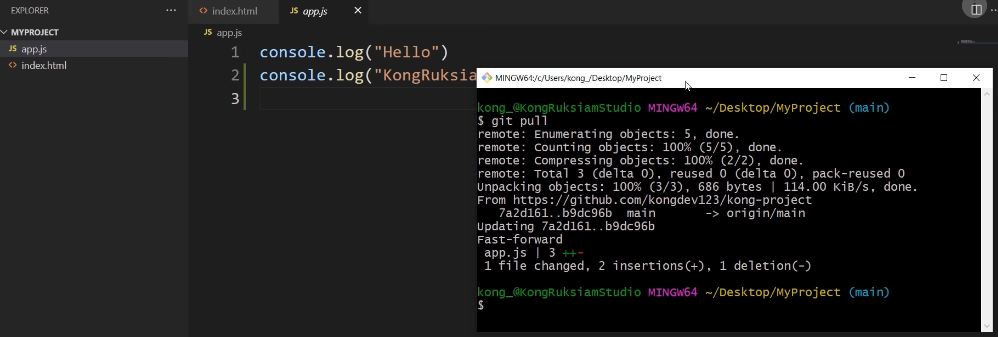 EXPLORER
MYPROJECT
JS app.js
<> index.html
<> index.html
JS app.js
JS app.js
1 console.log("Hello")
2 console.log("KongRuksia
3
MINGW64:/c/Users/kong_/Desktop/MyProject
kong_@KongRuksiamStudio MINGW64 ~/Desktop/MyProject (main)
$ git pull
remote: Enumerating objects: 5, done.
remote: Counting objects: 100% (5/5), done.
remote: Compressing objects: 100% (2/2), done.
remote: Total 3 (delta 0), reused 0 (delta 0), pack-reused 0
Unpacking objects: 100% (3/3), 686 bytes | 114.00 KiB/s, done.
From https://github.com/kongdev123/kong-project
7a2d161..b9dc96b main -> origin/main
Updating 7a2d161..b9dc96b
Fast-forward
app.js | 3 ++-
1 file changed, 2 insertions(+), 1 deletion(-)
kong_@KongRuksiamStudio MINGW64 ~/Desktop/MyProject (main)
$